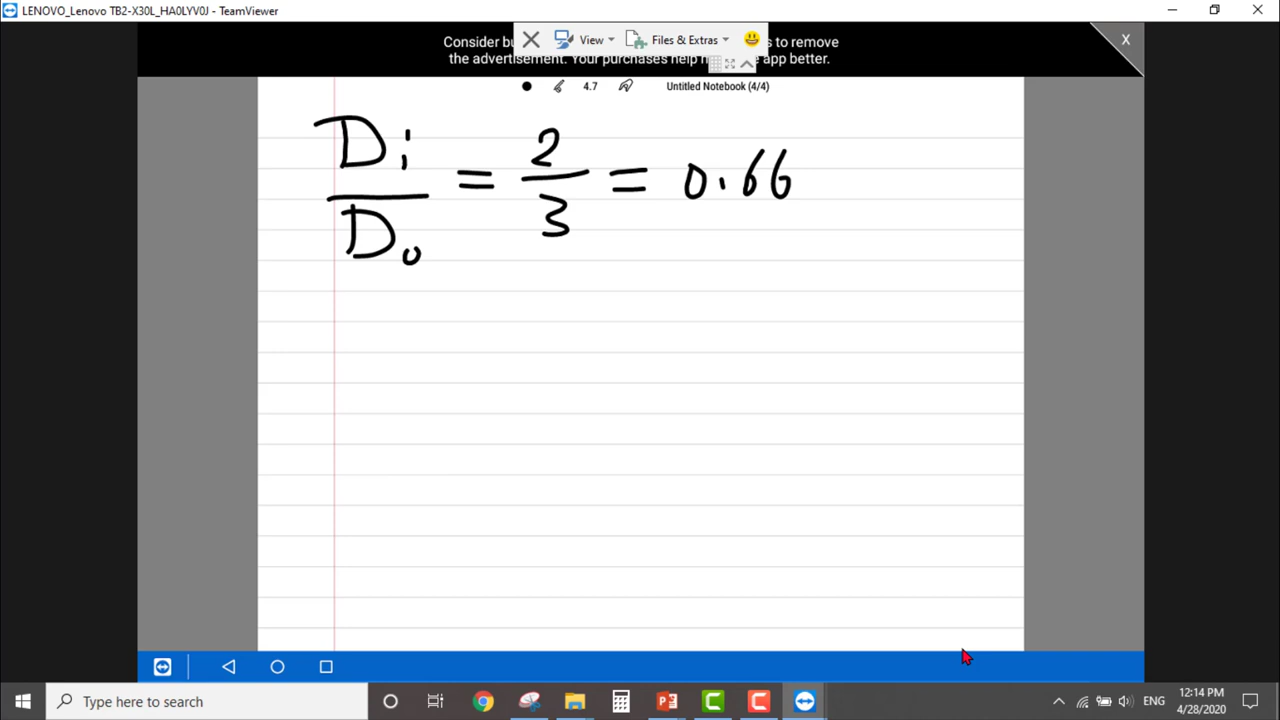 LENOVO_Lenovo TB2-X30L_HA0LYV0J - TeamViewer
View Files & Extras
Consider bu s to remove
the advertisement. Your purchases help app better.
X
4.7 Untitled Notebook (4/4)
Di/Do = 2/3 = 0.66
Type here to search
ENG
12:14 PM
4/28/2020